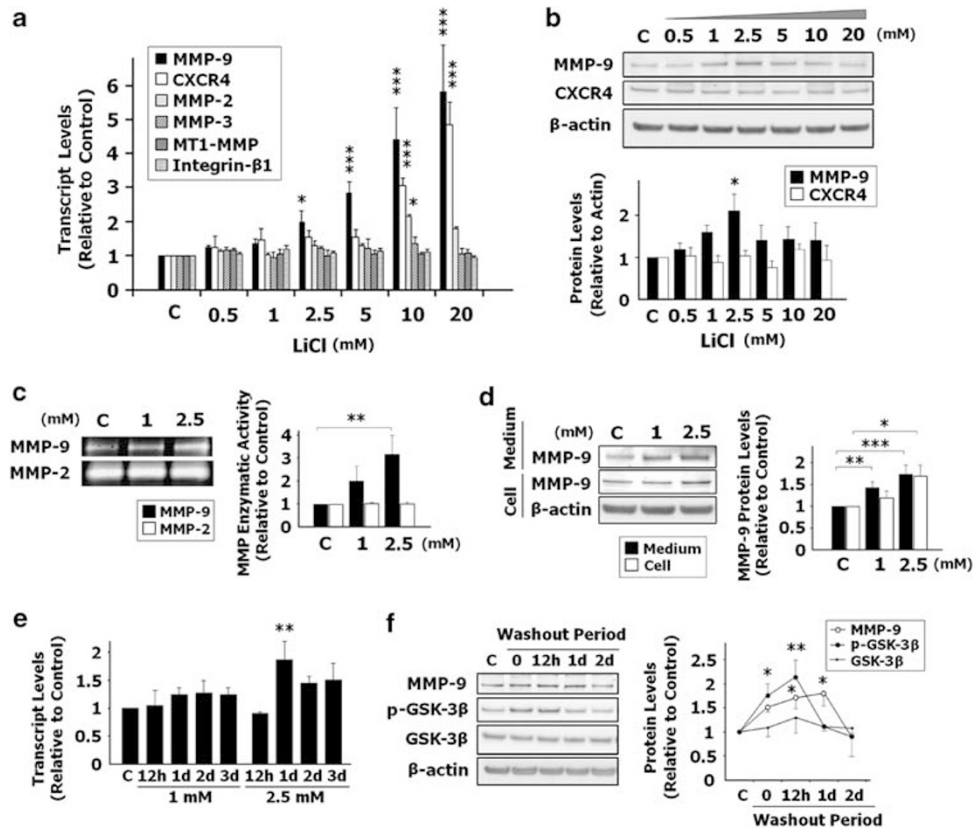 a
Transcript Levels
(Relative to Control)
6
5
4
3
2
1
0
MMP-9
CXCR4
MMP-2
MMP-3
MT1-MMP
Integrin-β1
*
***
***
***
*
***
***
C 0.5 1 2.5 5 10 20
LiCl (mM)
b
C 0.5 1 2.5 5 10 20 (mM)
MMP-9
CXCR4
β-actin
MMP-9
CXCR4
Protein Levels
(Relative to Actin)
2
1
0
*
C 0.5 1 2.5 5 10 20
LiCl (mM)
c
(mM) C 1 2.5
MMP-9
MMP-2
MMP-9
MMP-2
MMP Enzymatic Activity
(Relative to Control)
4
3
2
1
0
**
C 1 2.5 (mM)
d
(mM) C 1 2.5
Medium
MMP-9
Cell
MMP-9
β-actin
Medium
Cell
MMP-9 Protein Levels
(Relative to Control)
2
1.5
1
0.5
0
*
***
**
C 1 2.5 (mM)
e
Transcript Levels
(Relative to Control)
2
1.5
1
0.5
0
**
C 12h 1d 2d 3d 12h 1d 2d 3d
1 mM 2.5 mM
f
Washout Period
C 0 12h 1d 2d
MMP-9
p-GSK-3β
GSK-3β
β-actin
MMP-9
p-GSK-3β
GSK-3β
Protein Levels
(Relative to Control)
2.5
2
1.5
1
0.5
0
*
**
*
*
C 0 12h 1d 2d
Washout Period